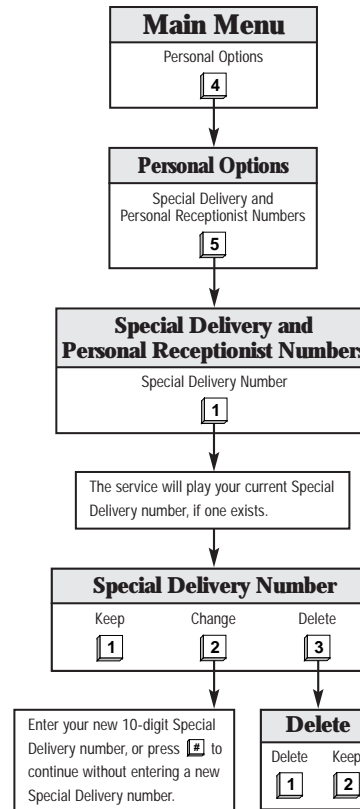 Main Menu
Personal Options
4
Personal Options
Special Delivery and
Personal Receptionist Numbers
5
Special Delivery and
Personal Receptionist Numbers
Special Delivery Number
1
The service will play your current Special
Delivery number, if one exists.
Special Delivery Number
Keep Change Delete
1 2 3
Enter your new 10-digit Special
Delivery number, or press # to
continue without entering a new
Special Delivery number.
Delete
Delete Keep
1 2